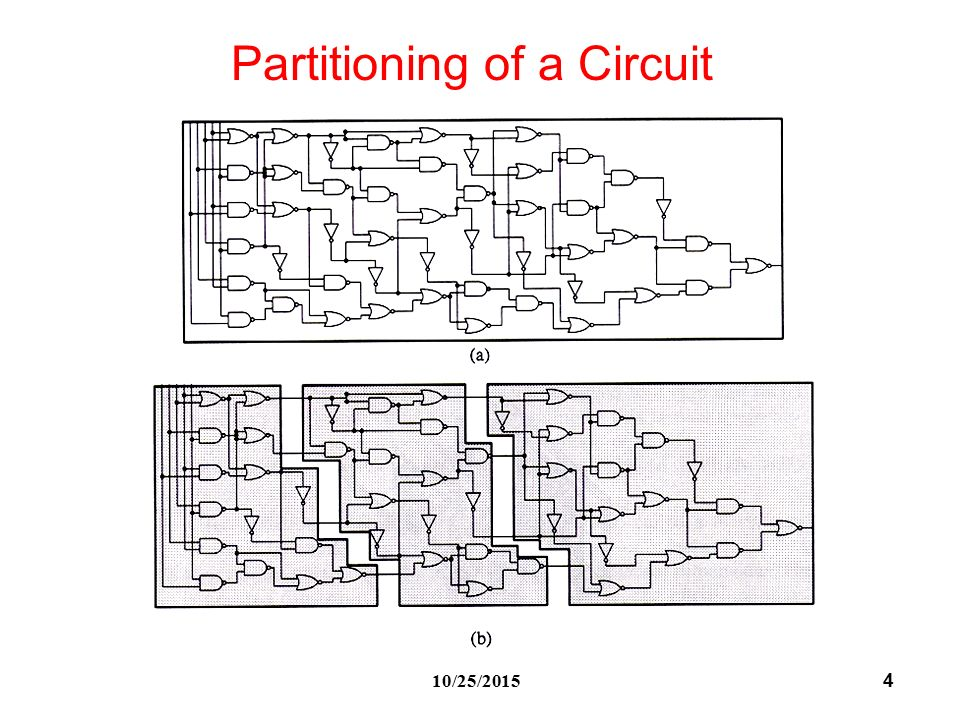 Partitioning of a Circuit
(a)
(b)
10/25/2015
4